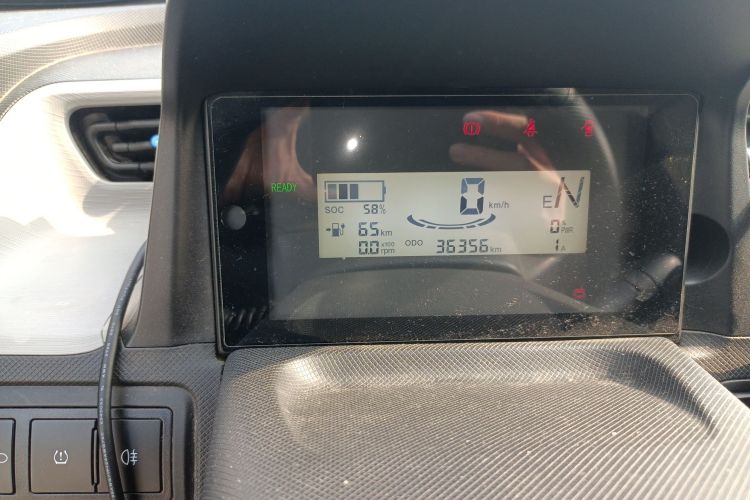 READY
SOC 58%
0 km/h
E N
65 km
0.0 x100 rpm
ODO 36356 km
0 % PWR
1 A